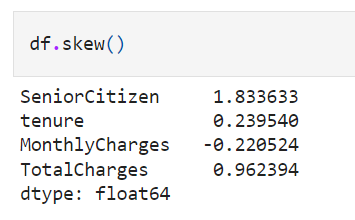 df.skew()
SeniorCitizen 1.833633
tenure 0.239540
MonthlyCharges -0.220524
TotalCharges 0.962394
dtype: float64